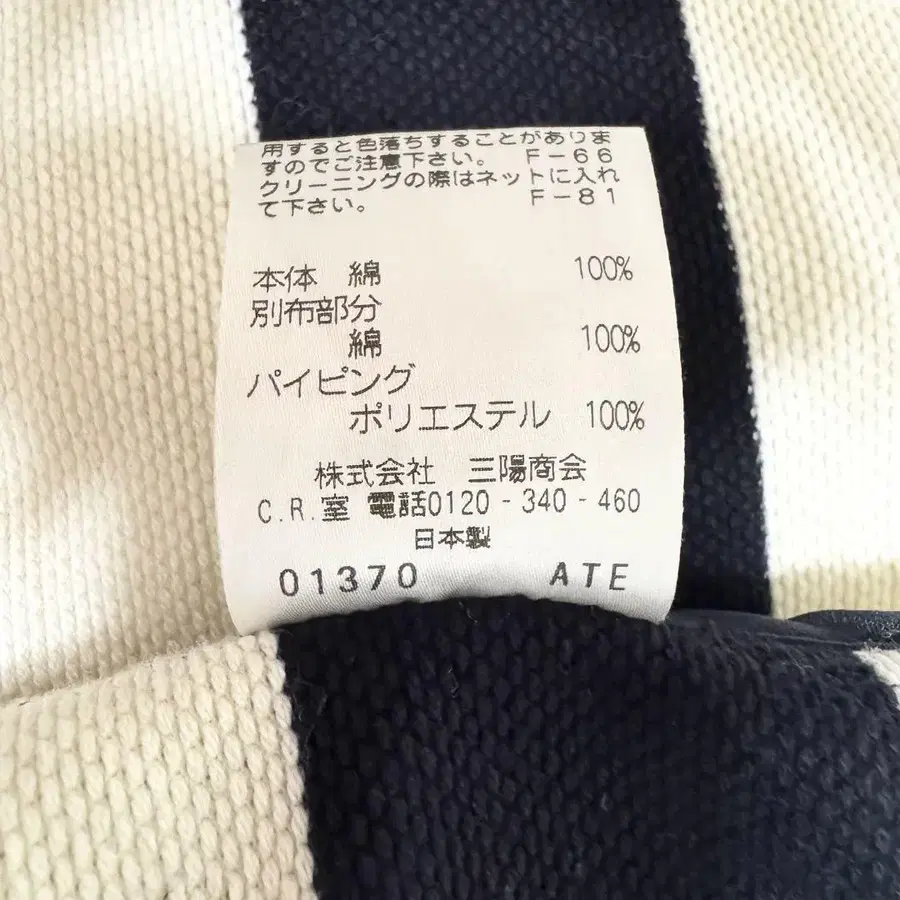 用すると色落ちすることがありま
すのでご注意下さい。 F-66
クリーニングの際はネットに入れ
て下さい。 F-81
本体 綿 100%
別布部分
綿 100%
パイピング
ポリエステル 100%
株式会社 三陽商会
C.R.室 電話0120-340-460
日本製
01370 ATE